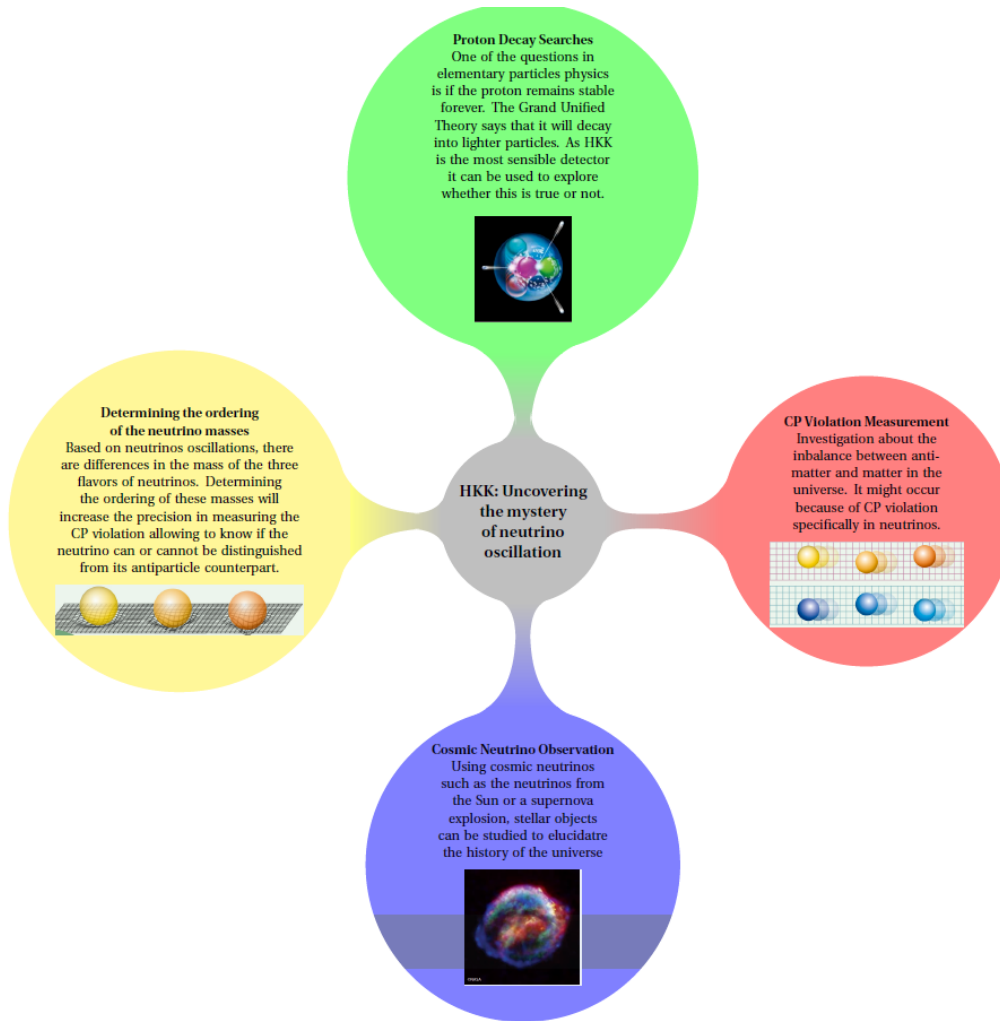 Proton Decay Searches
One of the questions in
elementary particles physics
is if the proton remains stable
forever. The Grand Unified
Theory says that it will decay
into lighter particles. As HKK
is the most sensible detector
it can be used to explore
whether this is true or not.
Determining the ordering
of the neutrino masses
Based on neutrinos oscillations, there
are differences in the mass of the three
flavors of neutrinos. Determining
the ordering of these masses will
increase the precision in measuring the
CP violation allowing to know if the
neutrino can or cannot be distinguished
from its antiparticle counterpart.
HKK: Uncovering
the mystery
of neutrino
oscillation
CP Violation Measurement
Investigation about the
inbalance between anti-
matter and matter in the
universe. It might occur
because of CP violation
specifically in neutrinos.
Cosmic Neutrino Observation
Using cosmic neutrinos
such as the neutrinos from
the Sun or a supernova
explosion, stellar objects
can be studied to elucidatre
the history of the universe